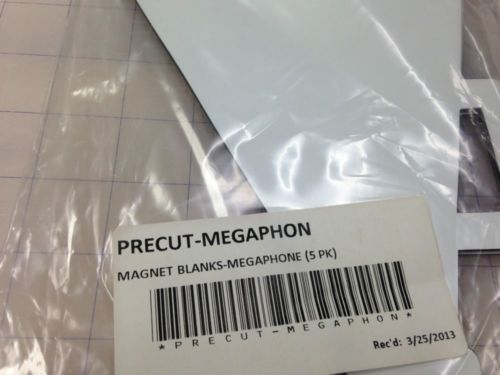 PRECUT-MEGAPHON
MAGNET BLANKS-MEGAPHONE (5 PK)
*PRECUT-MEGAPHON*
Rec'd: 3/25/2013